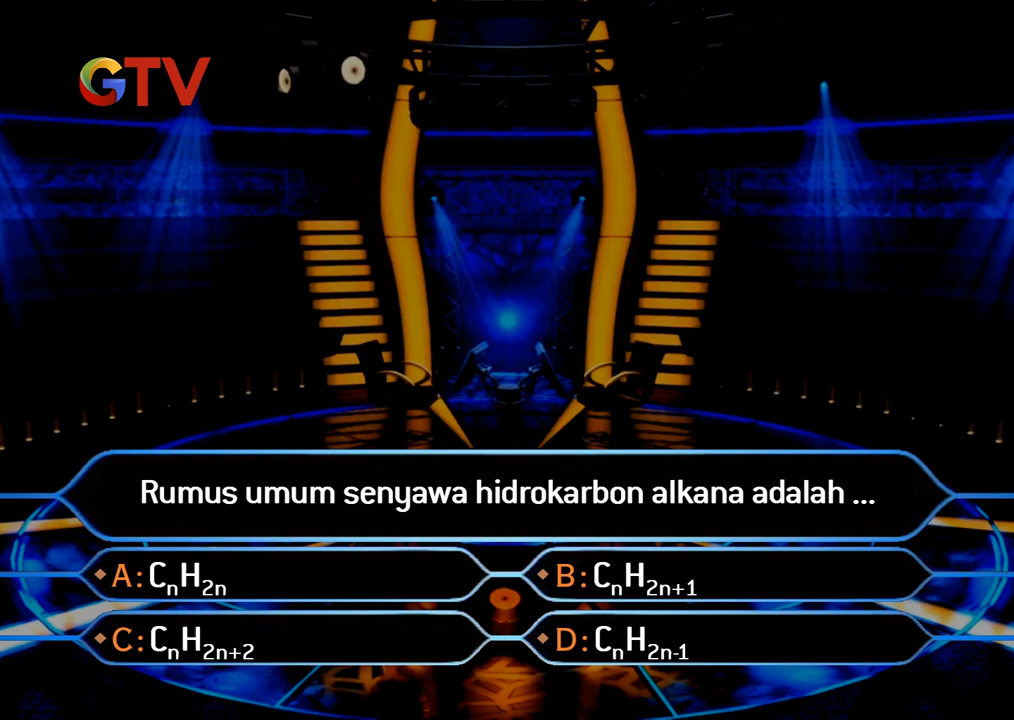 GTV
Rumus umum senyawa hidrokarbon alkana adalah ...
A: CₙH₂ₙ
B: CₙH₂ₙ₊₁
C: CₙH₂ₙ₊₂
D: CₙH₂ₙ₋₁